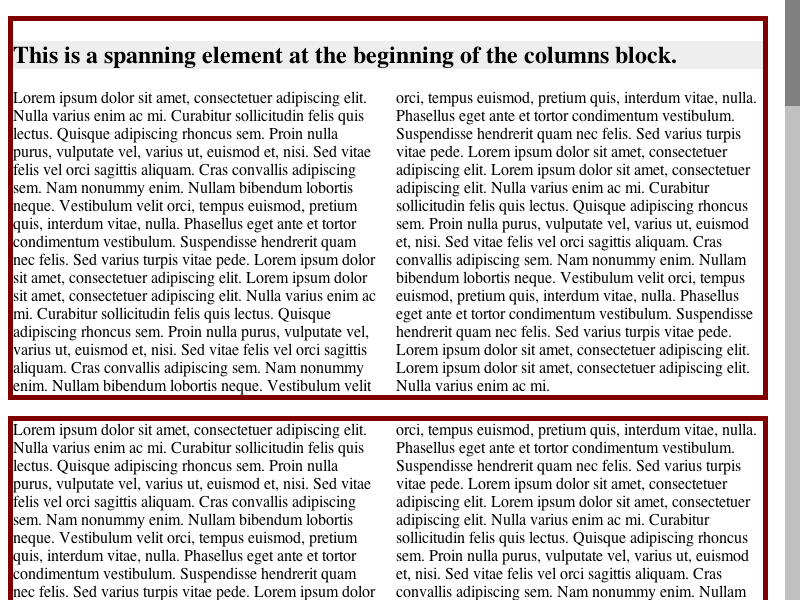 This is a spanning element at the beginning of the columns block.
Lorem ipsum dolor sit amet, consectetuer adipiscing elit.
Nulla varius enim ac mi. Curabitur sollicitudin felis quis
lectus. Quisque adipiscing rhoncus sem. Proin nulla
purus, vulputate vel, varius ut, euismod et, nisi. Sed vitae
felis vel orci sagittis aliquam. Cras convallis adipiscing
sem. Nam nonummy enim. Nullam bibendum lobortis
neque. Vestibulum velit orci, tempus euismod, pretium
quis, interdum vitae, nulla. Phasellus eget ante et tortor
condimentum vestibulum. Suspendisse hendrerit quam
nec felis. Sed varius turpis vitae pede. Lorem ipsum dolor
sit amet, consectetuer adipiscing elit. Lorem ipsum dolor
sit amet, consectetuer adipiscing elit. Nulla varius enim ac
mi. Curabitur sollicitudin felis quis lectus. Quisque
adipiscing rhoncus sem. Proin nulla purus, vulputate vel,
varius ut, euismod et, nisi. Sed vitae felis vel orci sagittis
aliquam. Cras convallis adipiscing sem. Nam nonummy
enim. Nullam bibendum lobortis neque. Vestibulum velit
orci, tempus euismod, pretium quis, interdum vitae, nulla.
Phasellus eget ante et tortor condimentum vestibulum.
Suspendisse hendrerit quam nec felis. Sed varius turpis
vitae pede. Lorem ipsum dolor sit amet, consectetuer
adipiscing elit. Lorem ipsum dolor sit amet, consectetuer
adipiscing elit. Nulla varius enim ac mi. Curabitur
sollicitudin felis quis lectus. Quisque adipiscing rhoncus
sem. Proin nulla purus, vulputate vel, varius ut, euismod
et, nisi. Sed vitae felis vel orci sagittis aliquam. Cras
convallis adipiscing sem. Nam nonummy enim. Nullam
bibendum lobortis neque. Vestibulum velit orci, tempus
euismod, pretium quis, interdum vitae, nulla. Phasellus
eget ante et tortor condimentum vestibulum. Suspendisse
hendrerit quam nec felis. Sed varius turpis vitae pede.
Lorem ipsum dolor sit amet, consectetuer adipiscing elit.
Lorem ipsum dolor sit amet, consectetuer adipiscing elit.
Nulla varius enim ac mi.
Lorem ipsum dolor sit amet, consectetuer adipiscing elit.
Nulla varius enim ac mi. Curabitur sollicitudin felis quis
lectus. Quisque adipiscing rhoncus sem. Proin nulla
purus, vulputate vel, varius ut, euismod et, nisi. Sed vitae
felis vel orci sagittis aliquam. Cras convallis adipiscing
sem. Nam nonummy enim. Nullam bibendum lobortis
neque. Vestibulum velit orci, tempus euismod, pretium
quis, interdum vitae, nulla. Phasellus eget ante et tortor
condimentum vestibulum. Suspendisse hendrerit quam
nec felis. Sed varius turpis vitae pede. Lorem ipsum dolor
orci, tempus euismod, pretium quis, interdum vitae, nulla.
Phasellus eget ante et tortor condimentum vestibulum.
Suspendisse hendrerit quam nec felis. Sed varius turpis
vitae pede. Lorem ipsum dolor sit amet, consectetuer
adipiscing elit. Lorem ipsum dolor sit amet, consectetuer
adipiscing elit. Nulla varius enim ac mi. Curabitur
sollicitudin felis quis lectus. Quisque adipiscing rhoncus
sem. Proin nulla purus, vulputate vel, varius ut, euismod
et, nisi. Sed vitae felis vel orci sagittis aliquam. Cras
convallis adipiscing sem. Nam nonummy enim. Nullam